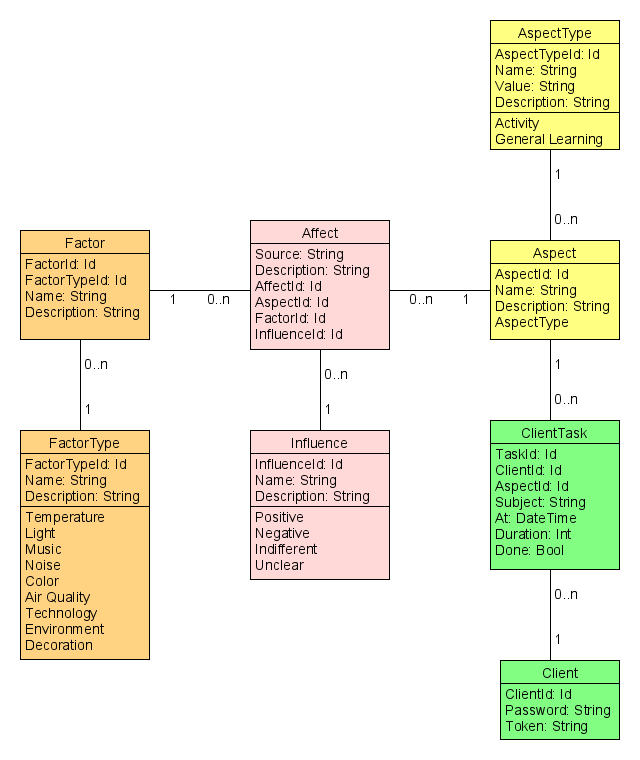 AspectType
AspectTypeId: Id
Name: String
Value: String
Description: String
Activity
General Learning
1
0..n
Factor
FactorId: Id
FactorTypeId: Id
Name: String
Description: String
1
0..n
Affect
Source: String
Description: String
AffectId: Id
AspectId: Id
FactorId: Id
InfluenceId: Id
0..n
1
Aspect
AspectId: Id
Name: String
Description: String
AspectType
0..n
1
0..n
1
1
0..n
FactorType
FactorTypeId: Id
Name: String
Description: String
Temperature
Light
Music
Noise
Color
Air Quality
Technology
Environment
Decoration
Influence
InfluenceId: Id
Name: String
Description: String
Positive
Negative
Indifferent
Unclear
ClientTask
TaskId: Id
ClientId: Id
AspectId: Id
Subject: String
At: DateTime
Duration: Int
Done: Bool
0..n
1
Client
ClientId: Id
Password: String
Token: String